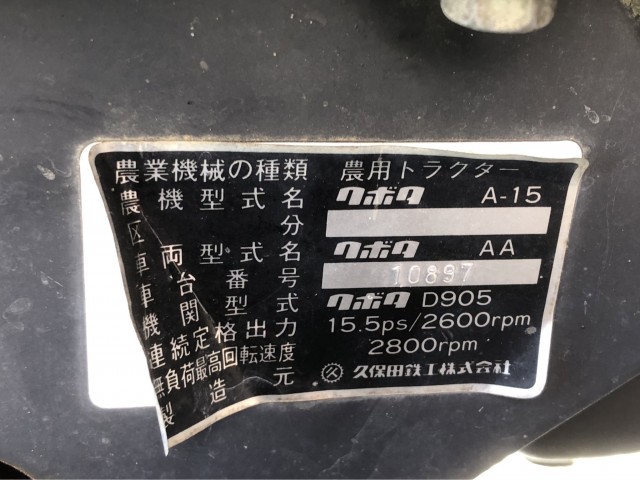 農業機械の種類 農用トラクター
農機型式名 クボタ A-15
区分
車両型式名 クボタ AA
車台番号 10897
機関型式 クボタ D905
連続定格出力 15.5ps/2600rpm
無負荷最高回転速度 2800rpm
製造元 久保田鉄工株式会社